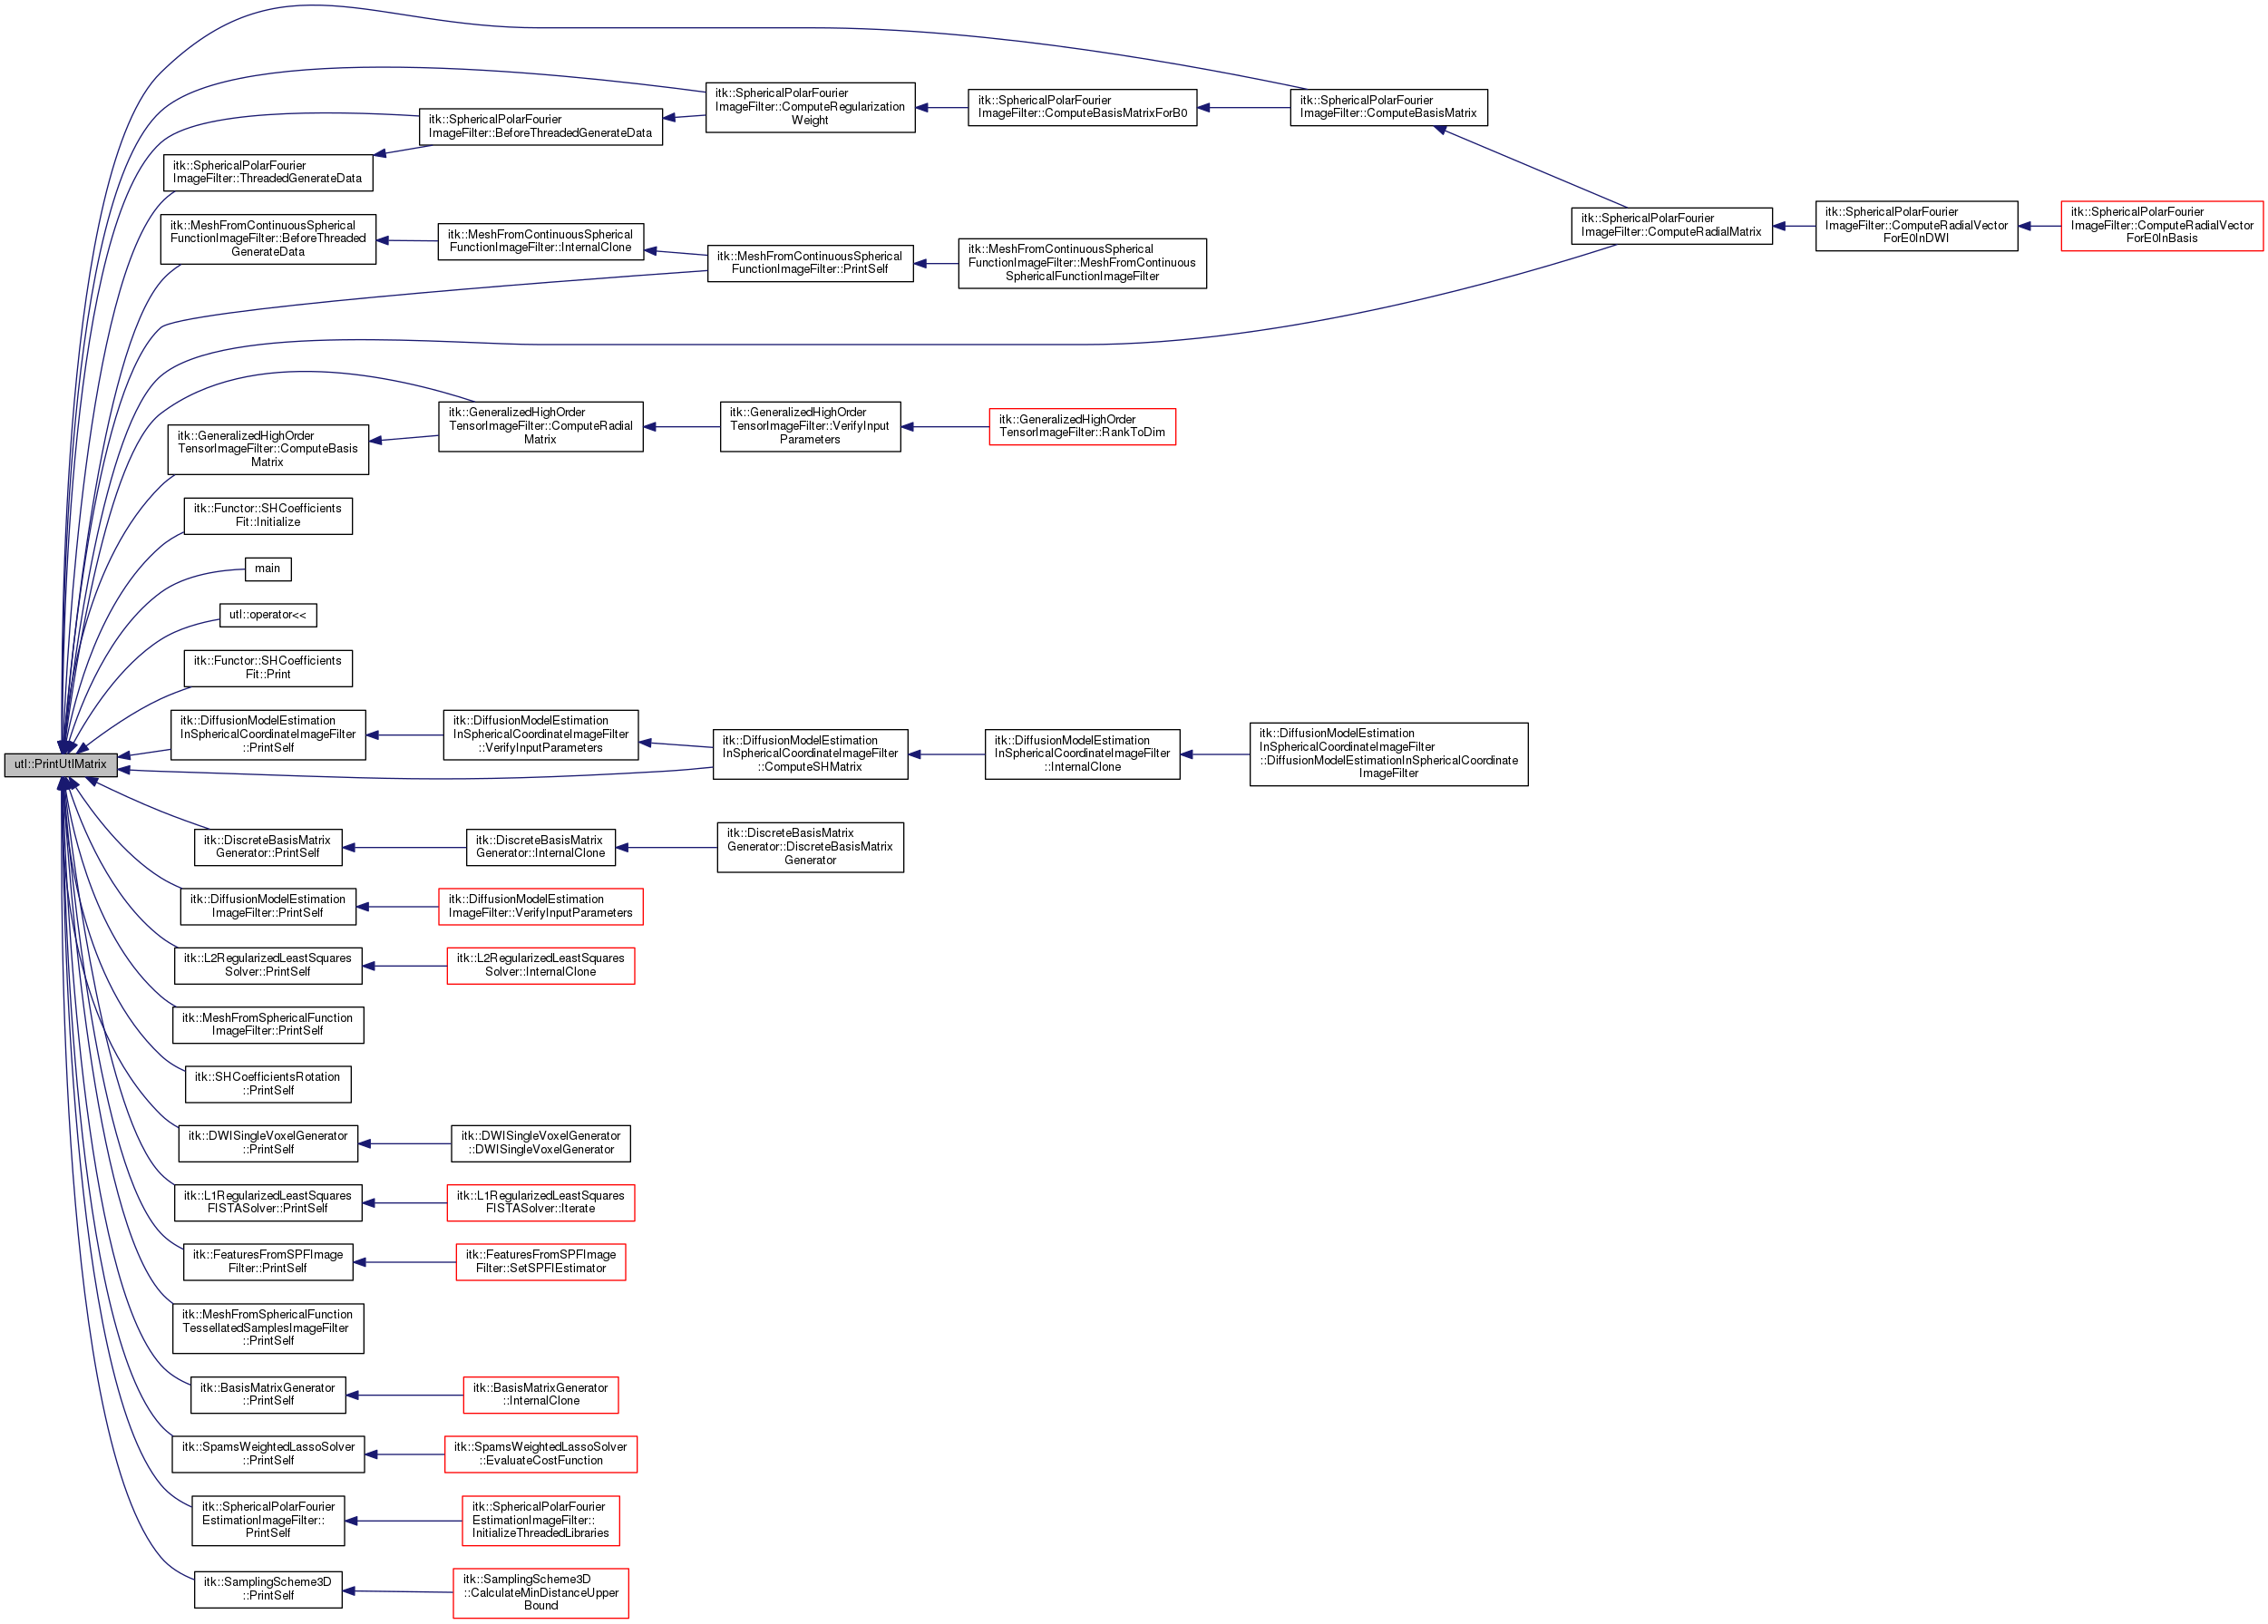 itk::SphericalPolarFourier
ImageFilter::ComputeRegularization
Weight
itk::SphericalPolarFourier
ImageFilter::ComputeBasisMatrixForB0
itk::SphericalPolarFourier
ImageFilter::ComputeBasisMatrix
itk::SphericalPolarFourier
ImageFilter::BeforeThreadedGenerateData
itk::SphericalPolarFourier
ImageFilter::ThreadedGenerateData
itk::MeshFromContinuousSpherical
FunctionImageFilter::BeforeThreaded
GenerateData
itk::MeshFromContinuousSpherical
FunctionImageFilter::InternalClone
itk::MeshFromContinuousSpherical
FunctionImageFilter::PrintSelf
itk::MeshFromContinuousSpherical
FunctionImageFilter::MeshFromContinuous
SphericalFunctionImageFilter
itk::SphericalPolarFourier
ImageFilter::ComputeRadialMatrix
itk::SphericalPolarFourier
ImageFilter::ComputeRadialVector
ForE0InDWI
itk::SphericalPolarFourier
ImageFilter::ComputeRadialVector
ForE0InBasis
itk::GeneralizedHighOrder
TensorImageFilter::ComputeBasis
Matrix
itk::GeneralizedHighOrder
TensorImageFilter::ComputeRadial
Matrix
itk::GeneralizedHighOrder
TensorImageFilter::VerifyInput
Parameters
itk::GeneralizedHighOrder
TensorImageFilter::RankToDim
itk::Functor::SHCoefficients
Fit::Initialize
main
utl::operator<<
itk::Functor::SHCoefficients
Fit::Print
utl::PrintUtlMatrix
itk::DiffusionModelEstimation
InSphericalCoordinateImageFilter
::PrintSelf
itk::DiffusionModelEstimation
InSphericalCoordinateImageFilter
::VerifyInputParameters
itk::DiffusionModelEstimation
InSphericalCoordinateImageFilter
::ComputeSHMatrix
itk::DiffusionModelEstimation
InSphericalCoordinateImageFilter
::InternalClone
itk::DiffusionModelEstimation
InSphericalCoordinateImageFilter
::DiffusionModelEstimationInSphericalCoordinate
ImageFilter
itk::DiscreteBasisMatrix
Generator::PrintSelf
itk::DiscreteBasisMatrix
Generator::InternalClone
itk::DiscreteBasisMatrix
Generator::DiscreteBasisMatrix
Generator
itk::DiffusionModelEstimation
ImageFilter::PrintSelf
itk::DiffusionModelEstimation
ImageFilter::VerifyInputParameters
itk::L2RegularizedLeastSquares
Solver::PrintSelf
itk::L2RegularizedLeastSquares
Solver::InternalClone
itk::MeshFromSphericalFunction
ImageFilter::PrintSelf
itk::SHCoefficientsRotation
::PrintSelf
itk::DWISingleVoxelGenerator
::PrintSelf
itk::DWISingleVoxelGenerator
::DWISingleVoxelGenerator
itk::L1RegularizedLeastSquares
FISTASolver::PrintSelf
itk::L1RegularizedLeastSquares
FISTASolver::Iterate
itk::FeaturesFromSPFImage
Filter::PrintSelf
itk::FeaturesFromSPFImage
Filter::SetSPFIEstimator
itk::MeshFromSphericalFunction
TessellatedSamplesImageFilter
::PrintSelf
itk::BasisMatrixGenerator
::PrintSelf
itk::BasisMatrixGenerator
::InternalClone
itk::SpamsWeightedLassoSolver
::PrintSelf
itk::SpamsWeightedLassoSolver
::EvaluateCostFunction
itk::SphericalPolarFourier
EstimationImageFilter::
PrintSelf
itk::SphericalPolarFourier
EstimationImageFilter::
InitializeThreadedLibraries
itk::SamplingScheme3D
::PrintSelf
itk::SamplingScheme3D
::CalculateMinDistanceUpper
Bound